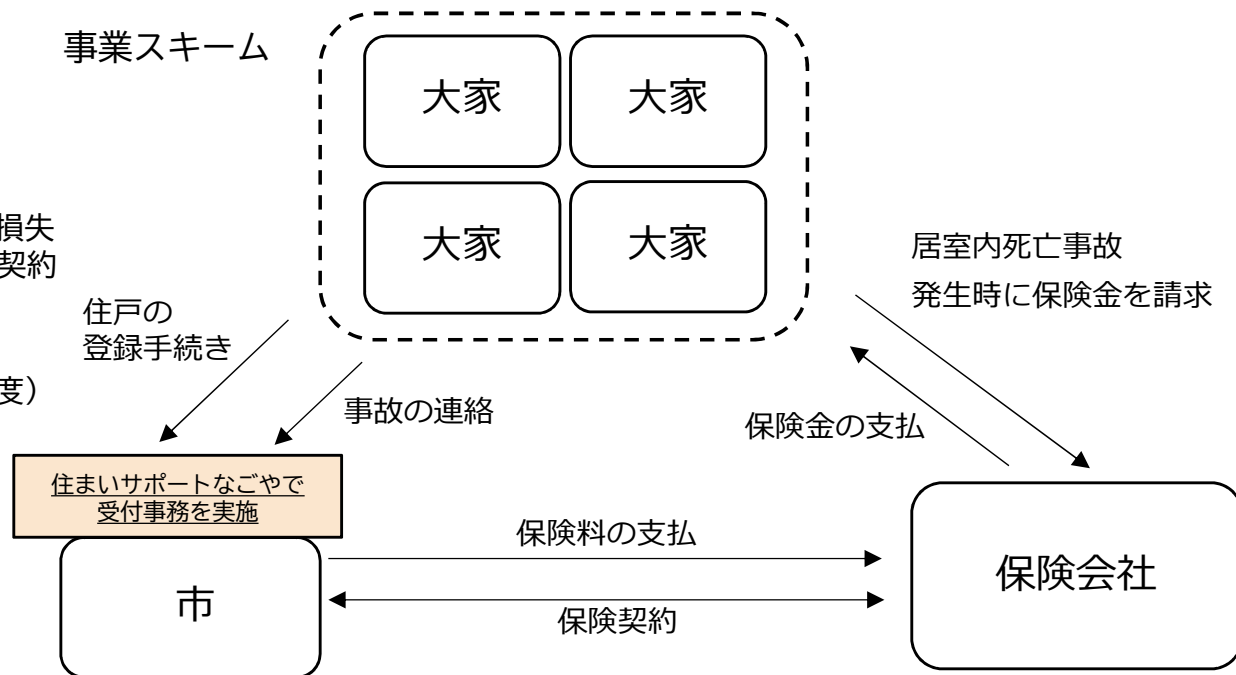 事業スキーム
大家
大家
大家
大家
損失
契約
度)
住戸の
登録手続き
事故の連絡
居室内死亡事故
発生時に保険金を請求
保険金の支払
住まいサポートなごやで
受付事務を実施
市
保険料の支払
保険契約
保険会社